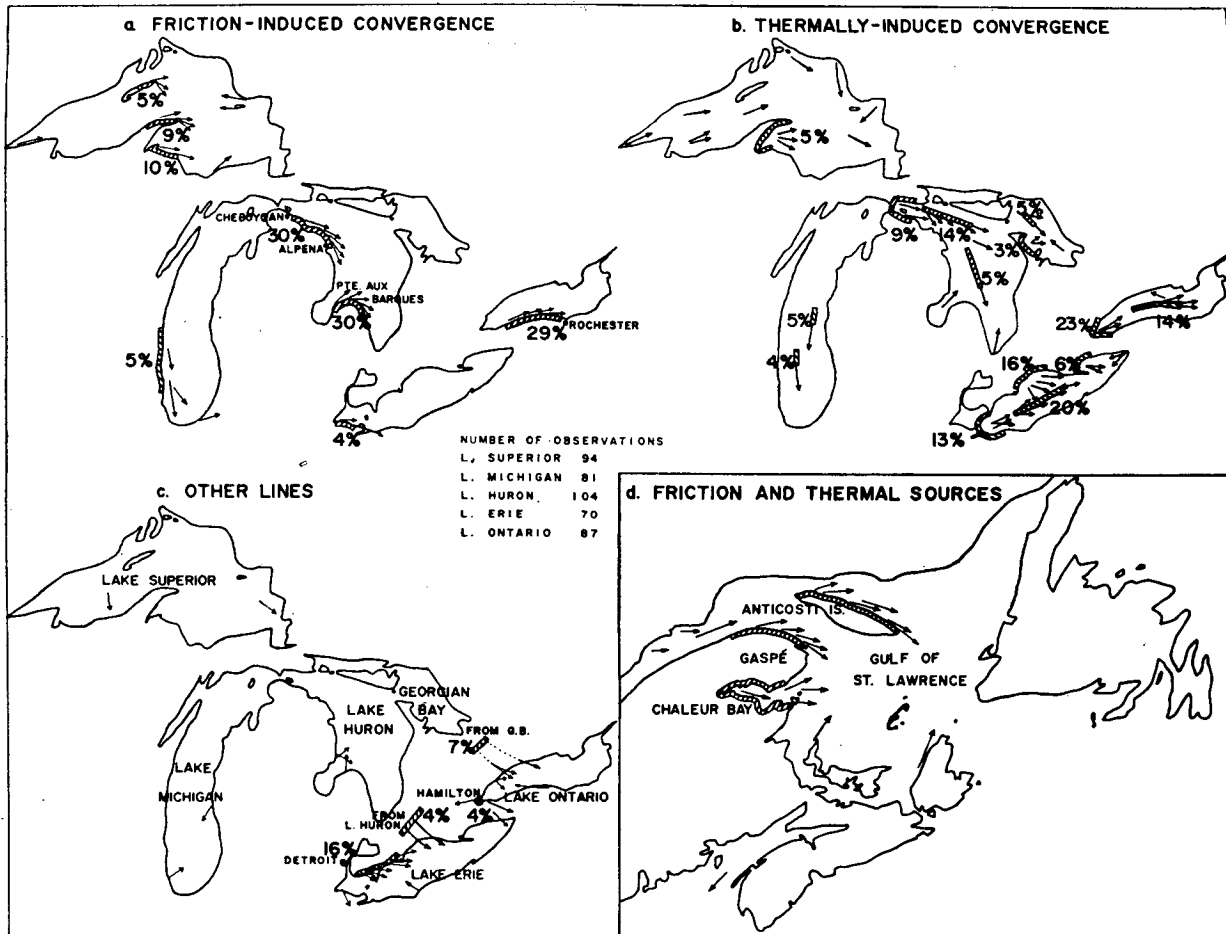 a. FRICTION-INDUCED CONVERGENCE
5%
9%
10%
CHEBOYGAN
30%
ALPENA
PTE. AUX
BARQUES
30%
29%
ROCHESTER
5%
4%
b. THERMALLY-INDUCED CONVERGENCE
5%
9%
14%
5%
3%
5%
5%
4%
23%
14%
16%
6%
20%
13%
NUMBER OF OBSERVATIONS
L. SUPERIOR 94
L. MICHIGAN 81
L. HURON 104
L. ERIE 70
L. ONTARIO 87
c. OTHER LINES
LAKE SUPERIOR
GEORGIAN
BAY
LAKE
HURON
FROM G.B.
7%
LAKE
MICHIGAN
HAMILTON
LAKE ONTARIO
4%
FROM
L. HURON
4%
16%
DETROIT
LAKE ERIE
d. FRICTION AND THERMAL SOURCES
ANTICOSTI IS.
GASPÉ
GULF OF
ST. LAWRENCE
CHALEUR BAY